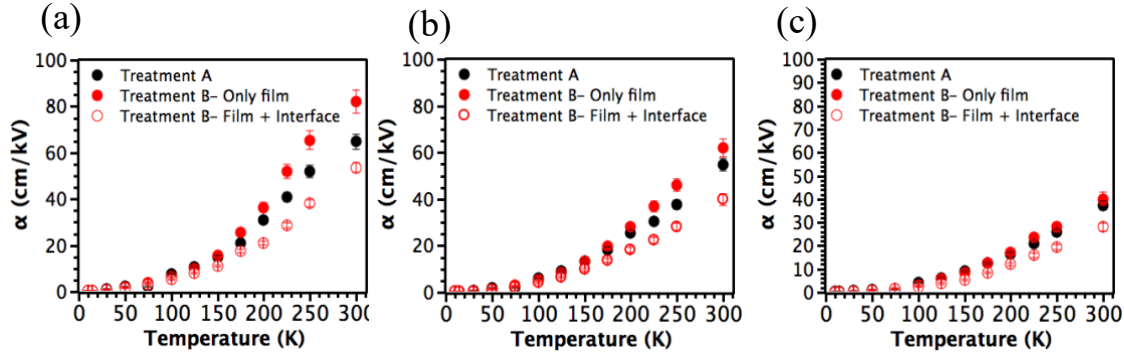 (a)
100
80
60
40
20
0
α (cm/kV)
Treatment A
Treatment B- Only film
Treatment B- Film + Interface
0 50 100 150 200 250 300
Temperature (K)
(b)
100
80
60
40
20
0
α (cm/kV)
Treatment A
Treatment B- Only film
Treatment B- Film + Interface
0 50 100 150 200 250 300
Temperature (K)
(c)
100
90
80
70
60
50
40
30
20
10
0
α (cm/kV)
Treatment A
Treatment B- Only film
Treatment B- Film + Interface
0 50 100 150 200 250 300
Temperature (K)